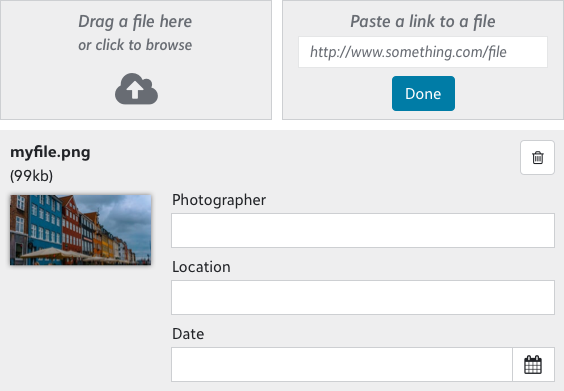 Drag a file here
or click to browse
Paste a link to a file
http://www.something.com/file
Done
myfile.png
(99kb)
Photographer
Location
Date